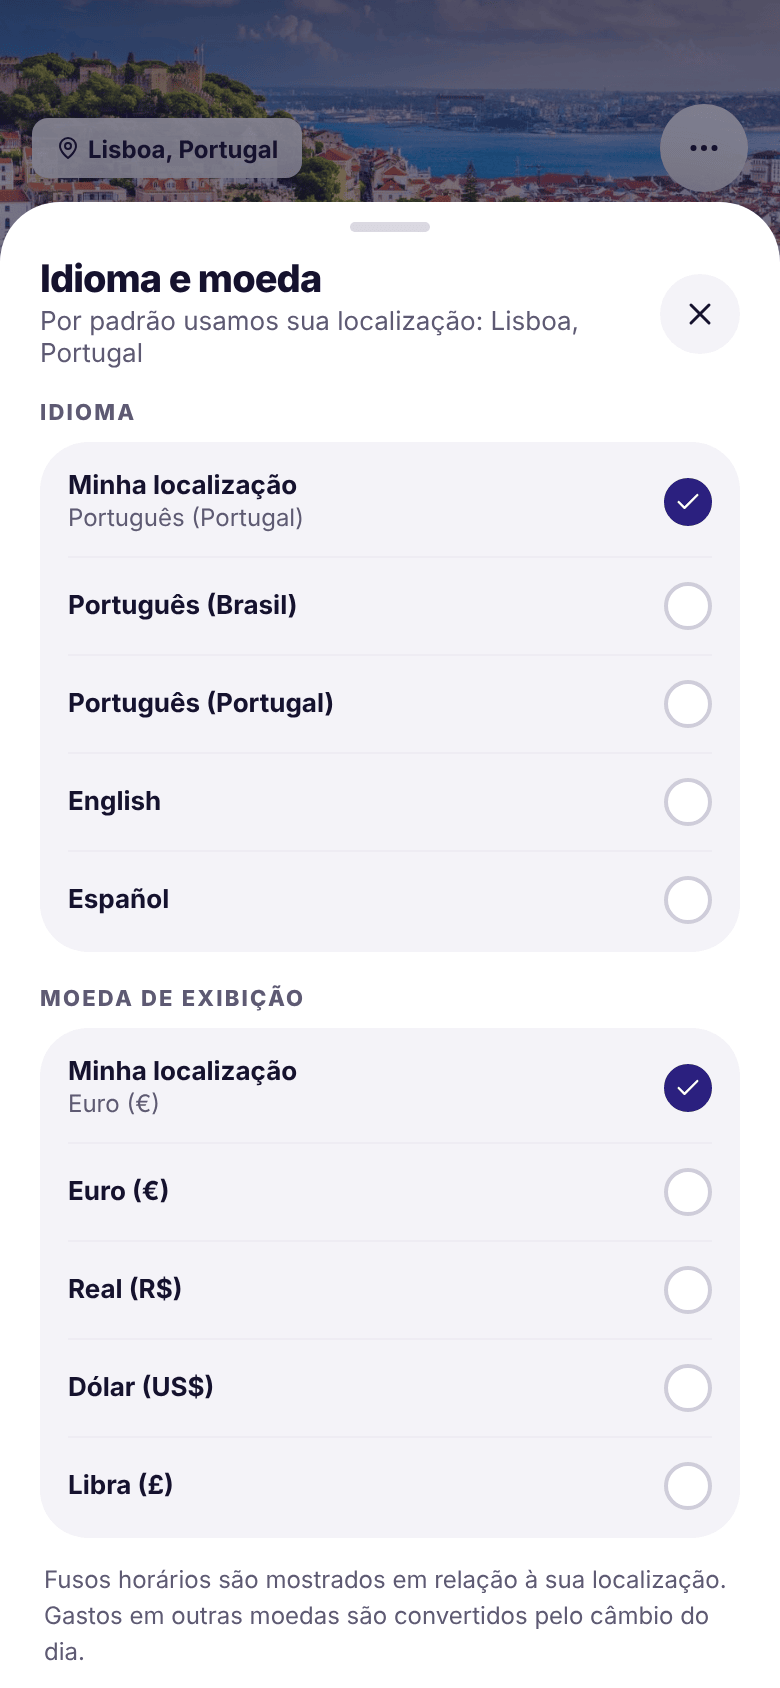 Lisboa, Portugal
Idioma e moeda
Por padrão usamos sua localização: Lisboa,
Portugal
IDIOMA
Minha localização
Português (Portugal)
Português (Brasil)
Português (Portugal)
English
Español
MOEDA DE EXIBIÇÃO
Minha localização
Euro (€)
Euro (€)
Real (R$)
Dólar (US$)
Libra (£)
Fusos horários são mostrados em relação à sua localização.
Gastos em outras moedas são convertidos pelo câmbio do
dia.